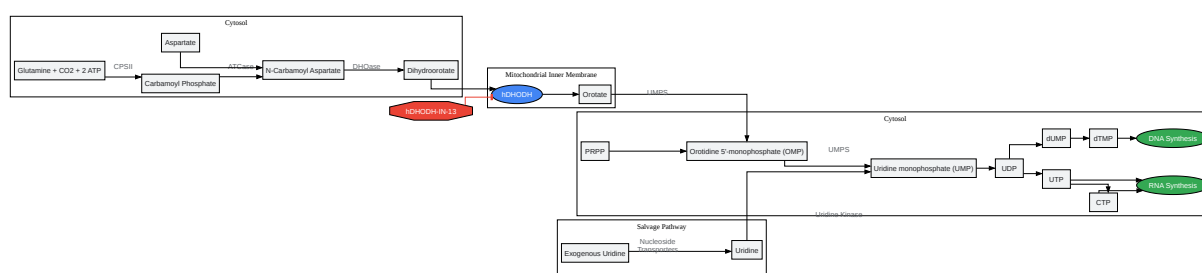 Cytosol
Aspartate
Glutamine + CO2 + 2 ATP
CPSII
Carbamoyl Phosphate
ATCase
N-Carbamoyl Aspartate
DHOase
Dihydroorotate
hDHODH-IN-13
Mitochondrial Inner Membrane
hDHODH
Orotate
UMPS
Cytosol
PRPP
Orotidine 5'-monophosphate (OMP)
UMPS
Uridine monophosphate (UMP)
UDP
dUMP
dTMP
DNA Synthesis
UTP
CTP
RNA Synthesis
Uridine Kinase
Salvage Pathway
Exogenous Uridine
Nucleoside
Transporters
Uridine